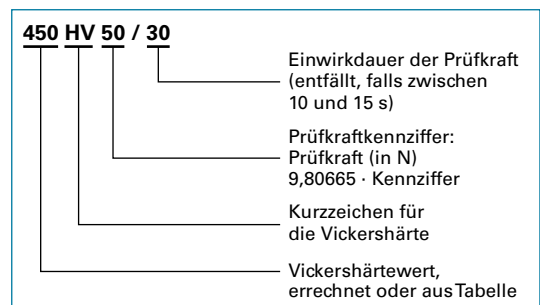 450 HV 50 / 30
Einwirkdauer der Prüfkraft
(entfällt, falls zwischen
10 und 15 s)
Prüfkraftkennziffer:
Prüfkraft (in N)
9,80665 · Kennziffer
Kurzzeichen für
die Vickershärte
Vickershärtewert,
errechnet oder aus Tabelle